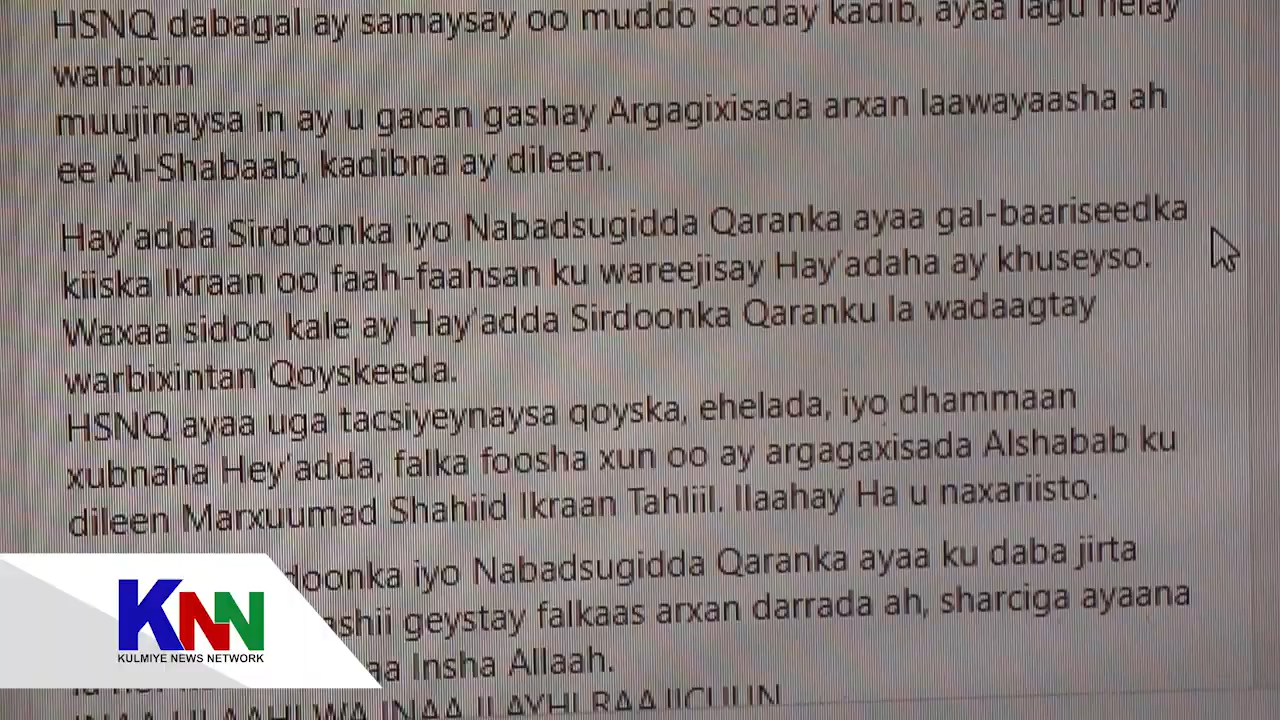 HSNQ dabagal ay samaysay oo muddo socday kadib, ayaa lagu helay
warbixin
muujinaysa in ay u gacan gashay Argagixisada arxan laawayaasha ah
ee Al-Shabaab, kadibna ay dileen.
Hay'adda Sirdoonka iyo Nabadsugidda Qaranka ayaa gal-baariseedka
kiiska Ikraan oo faah-faahsan ku wareejisay Hay'adaha ay khuseyso.
Waxaa sidoo kale ay Hay'adda Sirdoonka Qaranku la wadaagtay
warbixintan Qoyskeeda.
HSNQ ayaa uga tacsiyeynaysa qoyska, ehelada, iyo dhammaan
xubnaha Hey'adda, falka foosha xun oo ay argagaxisada Alshabab ku
dileen Marxuumad Shahiid Ikraan Tahliil. Ilaahay Ha u naxariisto.
iyo Nabadsugidda Qaranka ayaa ku daba jirta
geystay falkaas arxan darrada ah, sharciga ayaana
Insha Allaah.
KNN
KULMIYE NEWS NETWORK